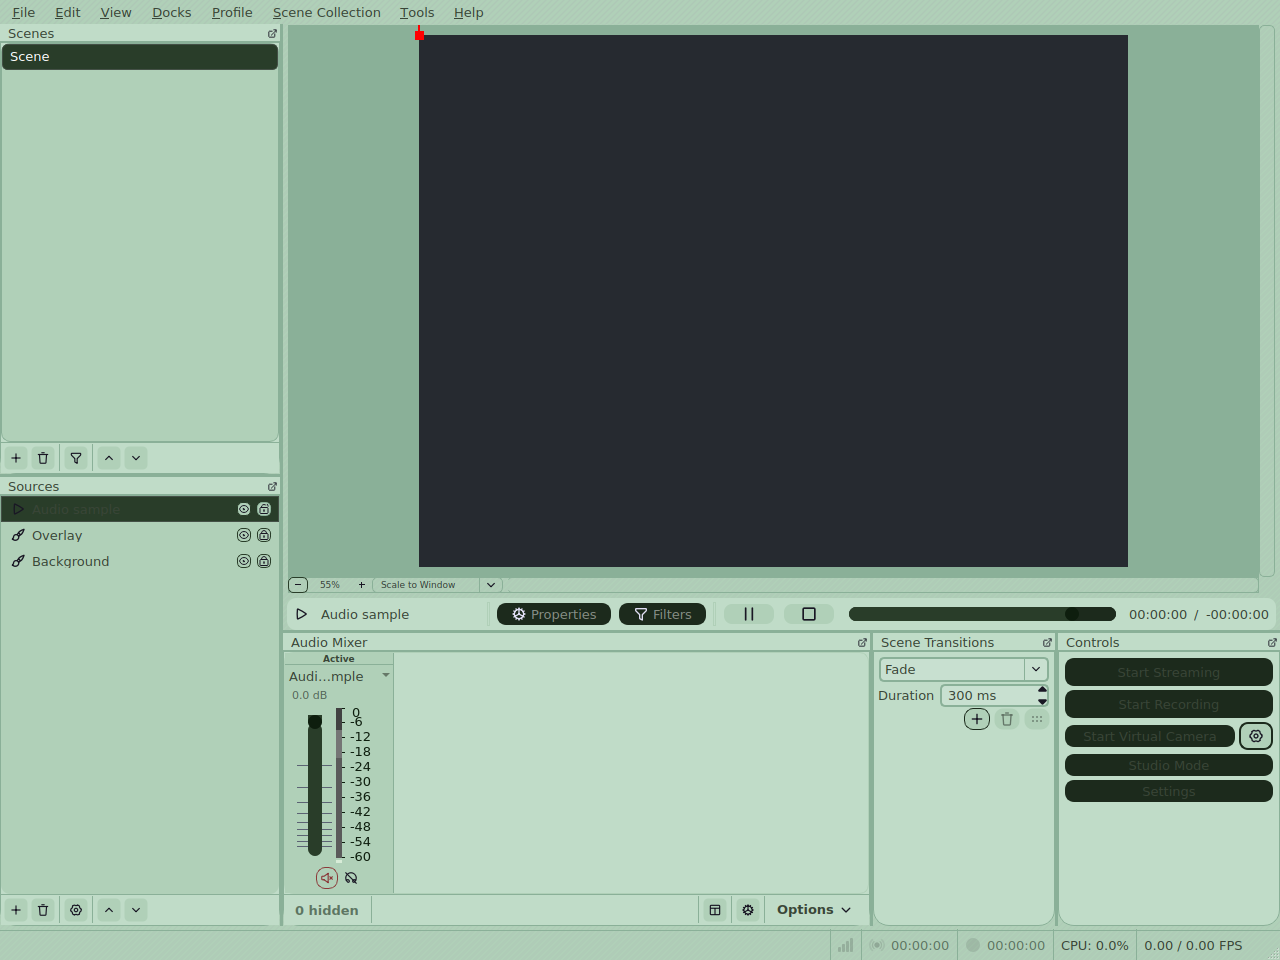 File Edit View Docks Profile Scene Collection Tools Help
Scenes
Scene
Sources
Audio sample
Overlay
Background
55% Scale to Window
Audio sample Properties Filters 00:00:00 / -00:00:00
Audio Mixer
Active
Audi...mple
0.0 dB
0
-6
-12
-18
-24
-30
-36
-42
-48
-54
-60
0 hidden Options
Scene Transitions
Fade
Duration 300 ms
Controls
Start Streaming
Start Recording
Start Virtual Camera
Studio Mode
Settings
00:00:00 00:00:00 CPU: 0.0% 0.00 / 0.00 FPS